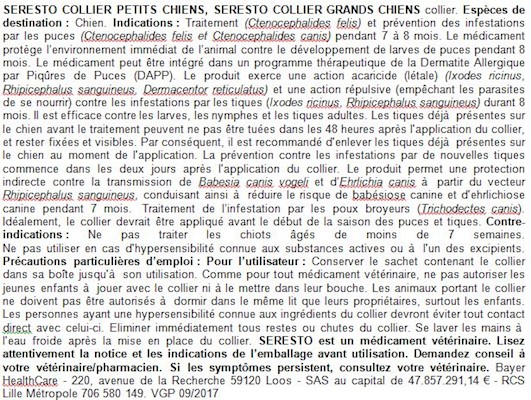 SERESTO COLLIER PETITS CHIENS, SERESTO COLLIER GRANDS CHIENS collier. Espèces de
destination : Chien. Indications : Traitement (Ctenocephalides felis) et prévention des infestations
par les puces (Ctenocephalides felis et Ctenocephalides canis) pendant 7 à 8 mois. Le médicament
protège l'environnement immédiat de l'animal contre le développement de larves de puces pendant
8 mois. Le médicament peut être intégré dans un programme thérapeutique de la Dermatite Allergique
par Piqûres de Puces (DAPP). Le produit exerce une action acaricide (létale) (Ixodes ricinus,
Rhipicephalus sanguineus, Dermacentor reticulatus) et une action répulsive (empêchant les parasites
de se nourrir) contre les infestations par les tiques (Ixodes ricinus, Rhipicephalus sanguineus) durant
8 mois. Il est efficace contre les larves, les nymphes et les tiques adultes. Les tiques déjà présentes sur
le chien avant le traitement peuvent ne pas être tuées dans les 48 heures après l'application du collier,
et rester fixées et visibles. Par conséquent, il est recommandé d'enlever les tiques déjà présentes sur
le chien au moment de l'application. La prévention contre les infestations par de nouvelles tiques
commence dans les deux jours après l'application du collier. Le produit permet une protection
indirecte contre la transmission de Babesia canis vogeli et d'Ehrlichia canis à partir du vecteur
Rhipicephalus sanguineus, conduisant ainsi à réduire le risque de babésiose canine et d'ehrlichiose
canine pendant 7 mois. Traitement de l'infestation par les poux broyeurs (Trichodectes canis).
Idéalement, le collier devrait être appliqué avant le début de la saison des puces et tiques. Contre-
indications : Ne pas traiter les chiots âgés de moins de 7 semaines.
Ne pas utiliser en cas d'hypersensibilité connue aux substances actives ou à l'un des excipients.
Précautions particulières d'emploi : Pour l'utilisateur : Conserver le sachet contenant le collier
dans la boîte jusqu'à son utilisation. Comme pour tout médicament vétérinaire, ne pas autoriser les
jeunes enfants à jouer avec le collier ni à le mettre dans leur bouche. Les animaux portant le collier
ne doivent pas être autorisés à dormir dans le même lit que leurs propriétaires, surtout les enfants.
Les personnes ayant une hypersensibilité connue aux ingrédients du collier devront éviter tout contact
direct avec celui-ci. Eliminer immédiatement tous restes ou chutes du collier. Se laver les mains à
l'eau froide après la mise en place du collier. SERESTO est un médicament vétérinaire. Lisez
attentivement la notice et les indications de l'emballage avant utilisation. Demandez conseil à
votre vétérinaire/pharmacien. Si les symptômes persistent, consultez votre vétérinaire. Bayer
HealthCare - 220, avenue de la Recherche 59120 Loos - SAS au capital de 47.857.291,14 € - RCS
Lille Métropole 706 580 149. VGP 09/2017